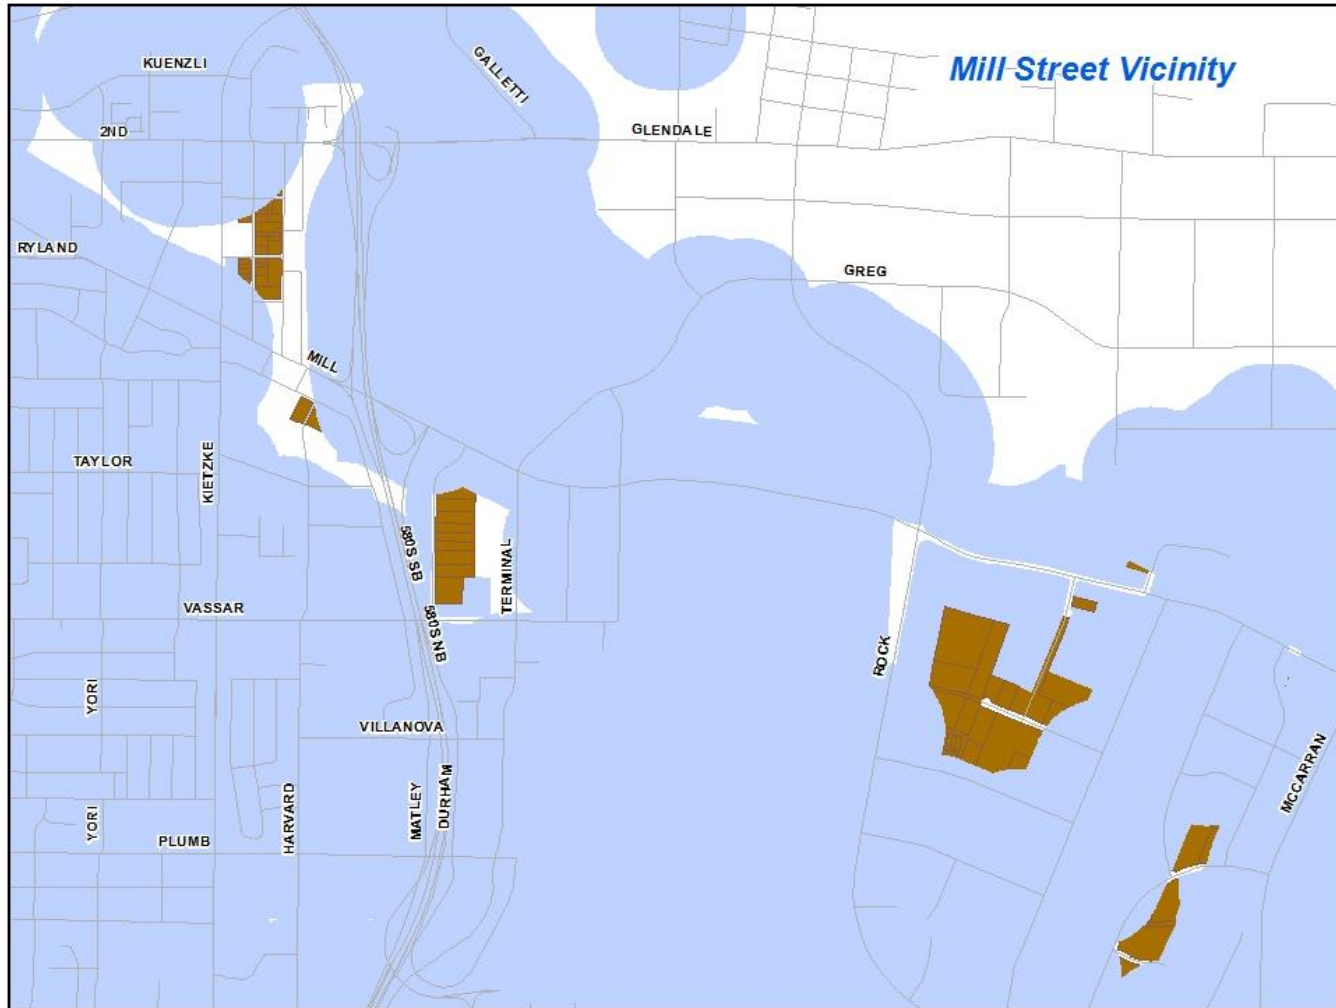 Mill Street Vicinity
KUENZLI
GALLETTI
2ND
GLENDALE
RYLAND
GREG
MILL
TAYLOR
KIETZKE
580S SB
TERMINAL
VASSAR
580S NB
ROCK
YORI
VILLANOVA
MCCARRAN
YORI
PLUMB
HARVARD
MATLEY
DURHAM